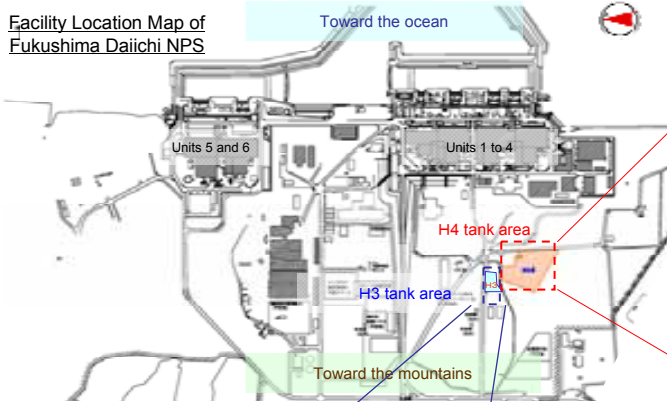 Facility Location Map of
Fukushima Daiichi NPS
Toward the ocean
Units 5 and 6
Units 1 to 4
H4 tank area
H3
H3 tank area
Toward the mountains